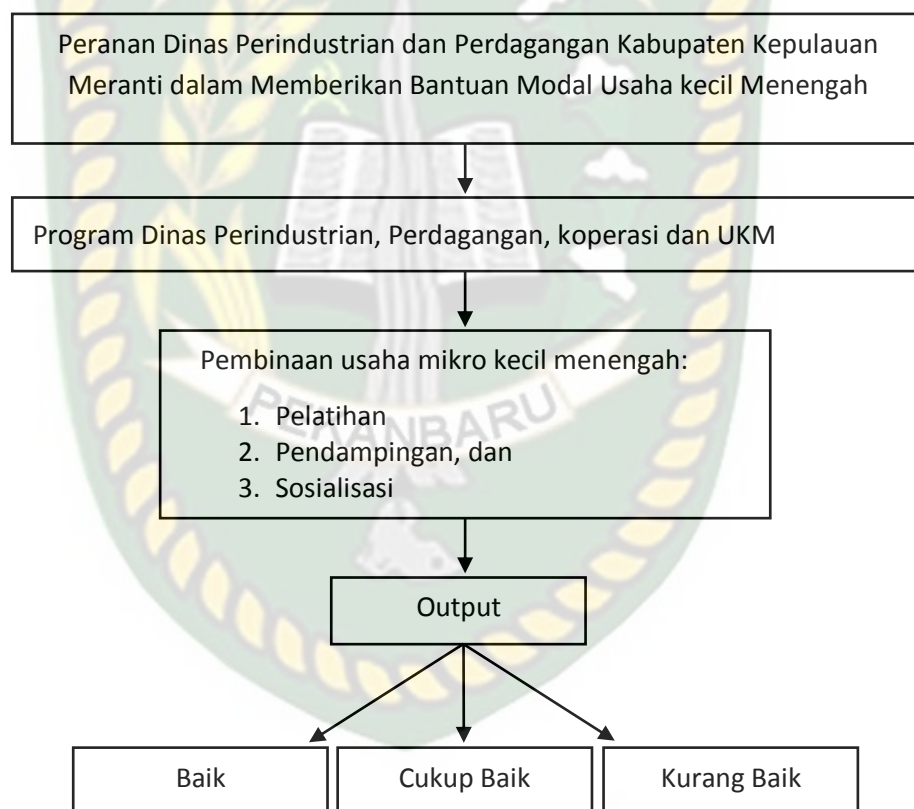 Peranan Dinas Perindustrian dan Perdagangan Kabupaten Kepulauan
Meranti dalam Memberikan Bantuan Modal Usaha kecil Menengah
Program Dinas Perindustrian, Perdagangan, koperasi dan UKM
Pembinaan usaha mikro kecil menengah:
1. Pelatihan
2. Pendampingan, dan
3. Sosialisasi
PEKANBARU
Output
Baik
Cukup Baik
Kurang Baik